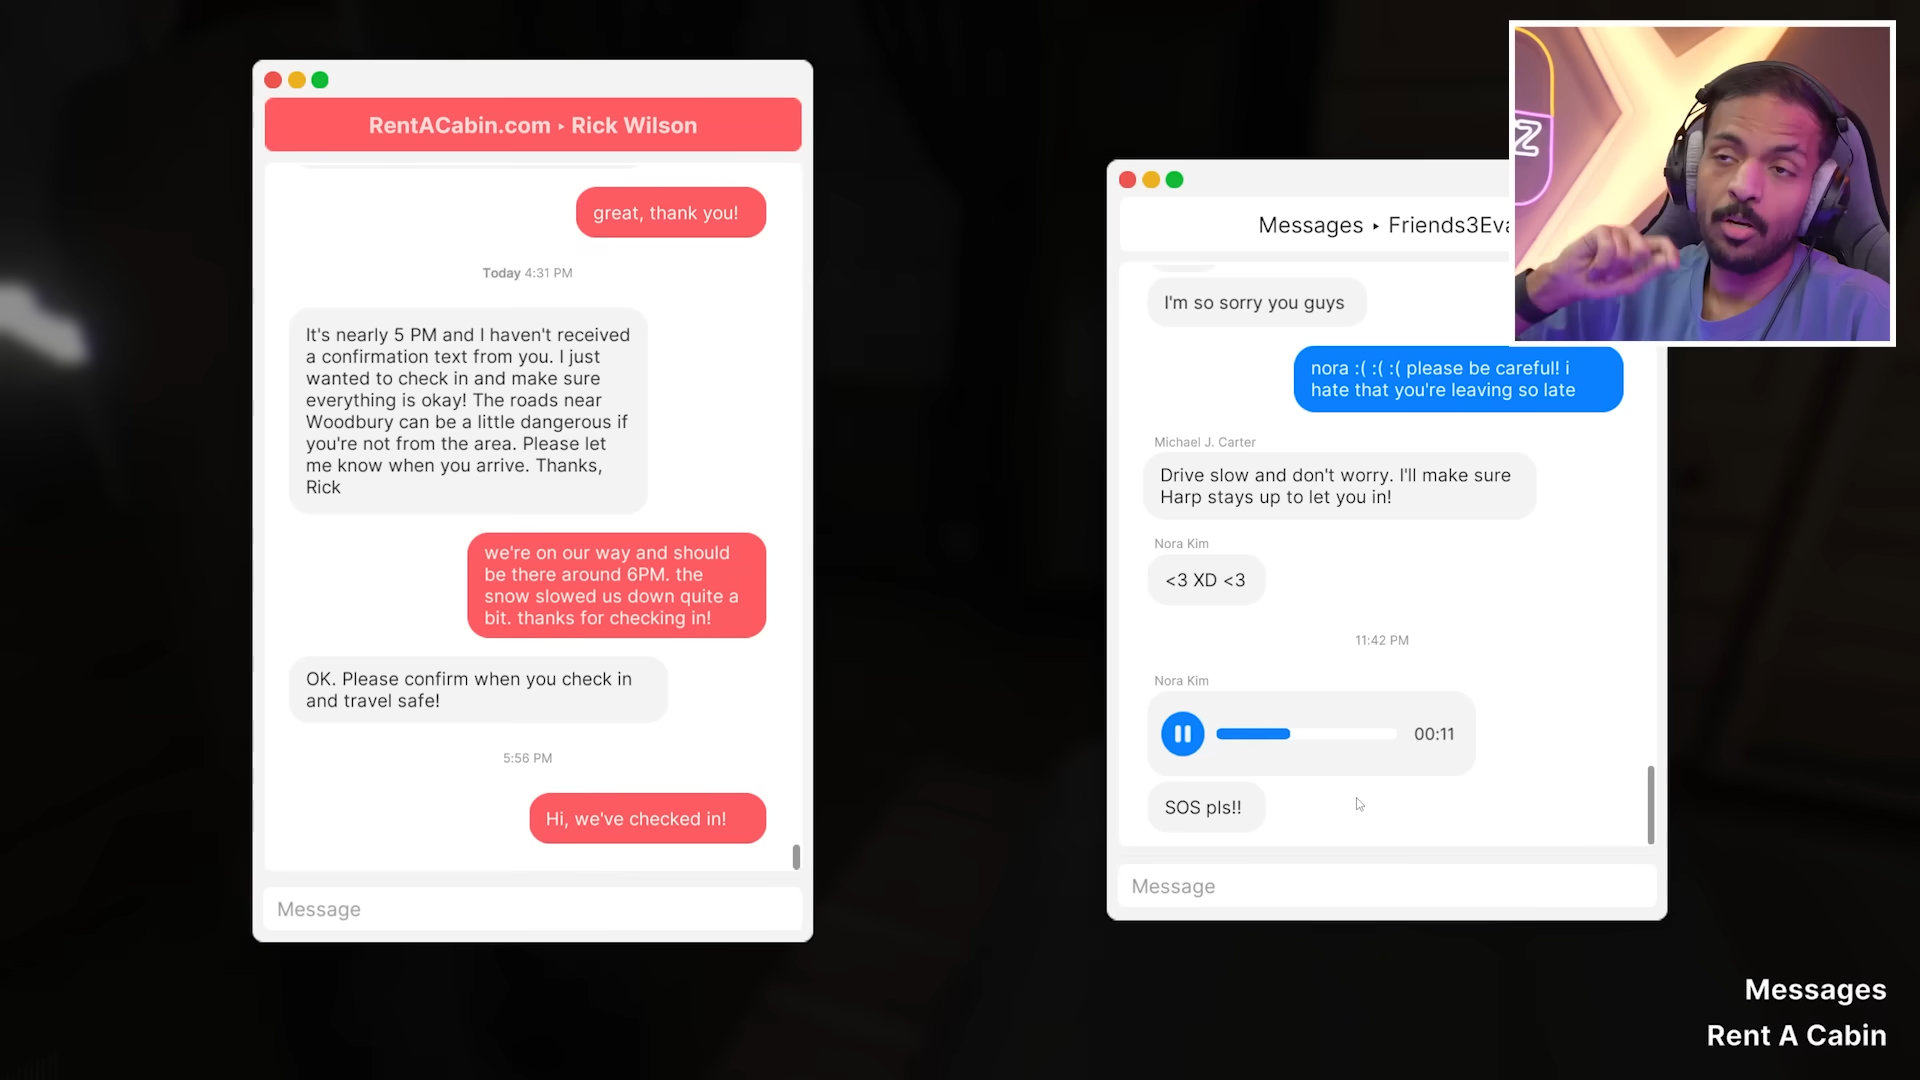 RentACabin.com ‣ Rick Wilson
great, thank you!
Today 4:31 PM
It's nearly 5 PM and I haven't received
a confirmation text from you. I just
wanted to check in and make sure
everything is okay! The roads near
Woodbury can be a little dangerous if
you're not from the area. Please let
me know when you arrive. Thanks,
Rick
we're on our way and should
be there around 6PM. the
snow slowed us down quite a
bit. thanks for checking in!
OK. Please confirm when you check in
and travel safe!
5:56 PM
Hi, we've checked in!
Message
Messages ‣ Friends3Eva
I'm so sorry you guys
nora :( :( :( please be careful! i
hate that you're leaving so late
Michael J. Carter
Drive slow and don't worry. I'll make sure
Harp stays up to let you in!
Nora Kim
<3 XD <3
11:42 PM
Nora Kim
00:11
SOS pls!!
Message
Z
Messages
Rent A Cabin